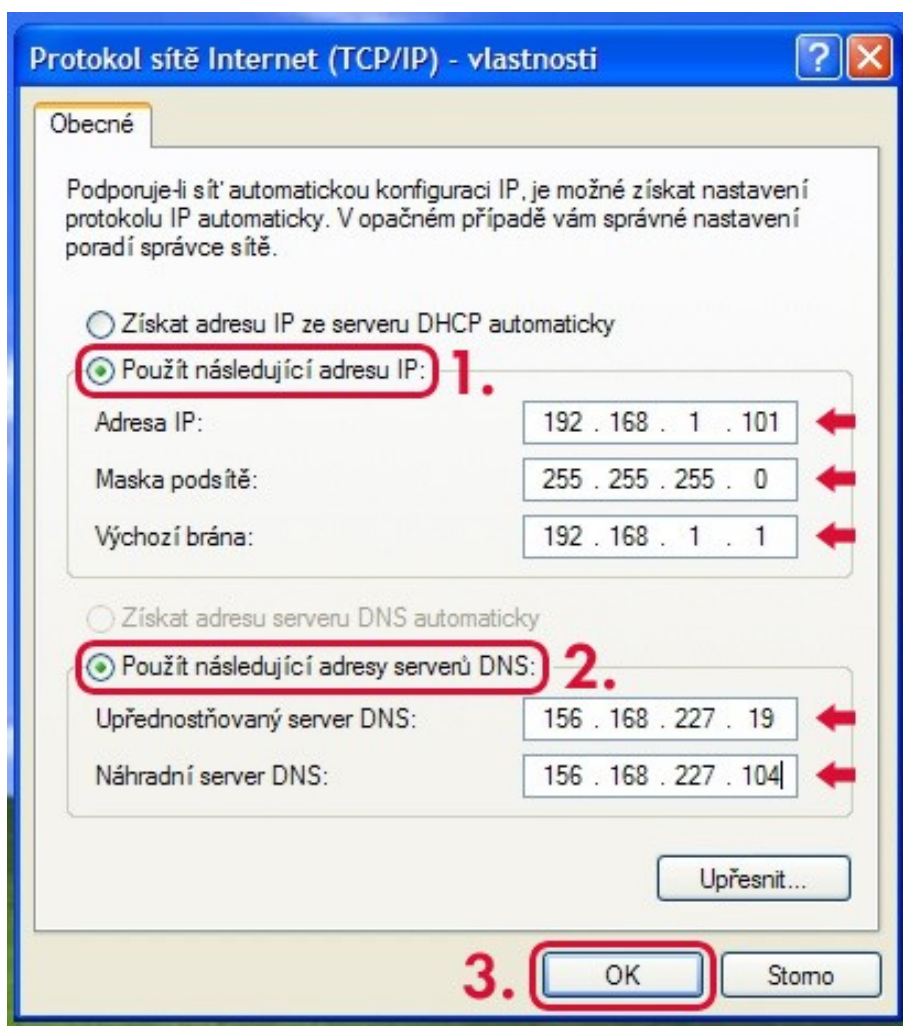 Protokol sítě Internet (TCP/IP) - vlastnosti
Obecné
Podporuje-li síť automatickou konfiguraci IP, je možné získat nastavení
protokolu IP automaticky. V opačném případě vám správné nastavení
poradí správce sítě.
Získat adresu IP ze serveru DHCP automaticky
Použít následující adresu IP: 1.
Adresa IP: 192 . 168 . 1 . 101
Maska podsítě: 255 . 255 . 255 . 0
Výchozí brána: 192 . 168 . 1 . 1
Získat adresu serveru DNS automaticky
Použít následující adresy serverů DNS: 2.
Upřednostňovaný server DNS: 156 . 168 . 227 . 19
Náhradní server DNS: 156 . 168 . 227 . 104
Upřesnit...
3. OK Storno